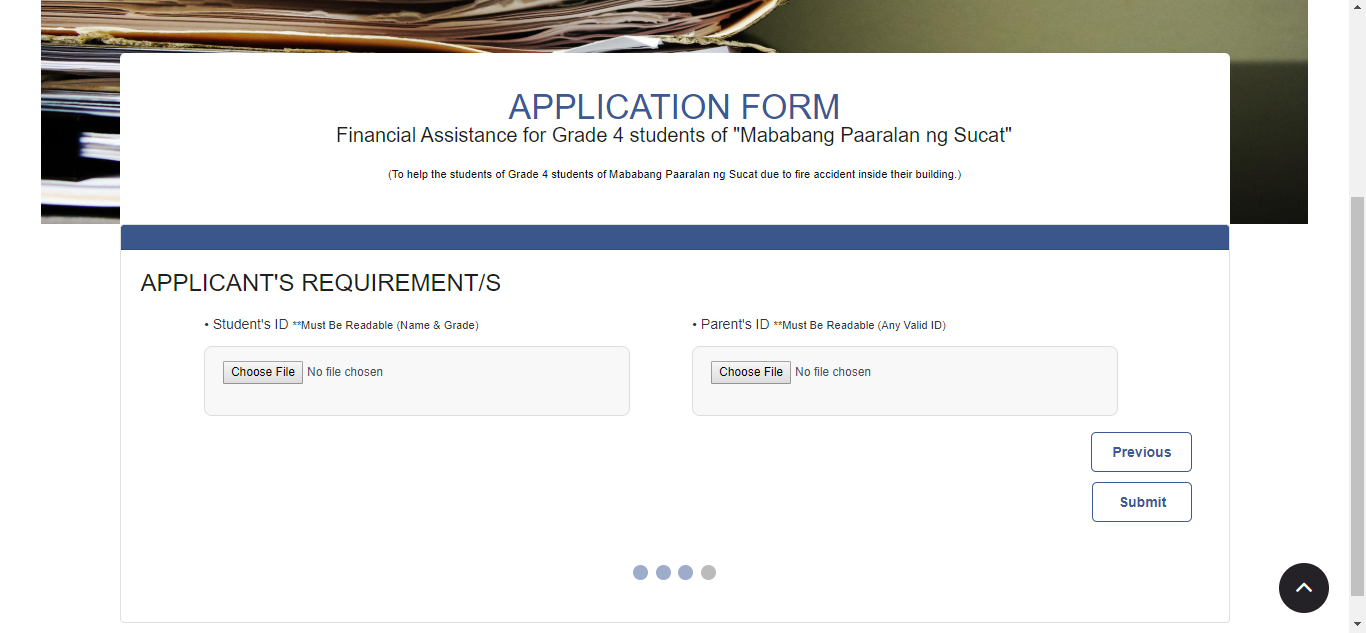 APPLICATION FORM
Financial Assistance for Grade 4 students of "Mababang Paaralan ng Sucat"
(To help the students of Grade 4 students of Mababang Paaralan ng Sucat due to fire accident inside their building.)
APPLICANT'S REQUIREMENT/S
• Student's ID **Must Be Readable (Name & Grade)
• Parent's ID **Must Be Readable (Any Valid ID)
Choose File No file chosen
Choose File No file chosen
Previous
Submit